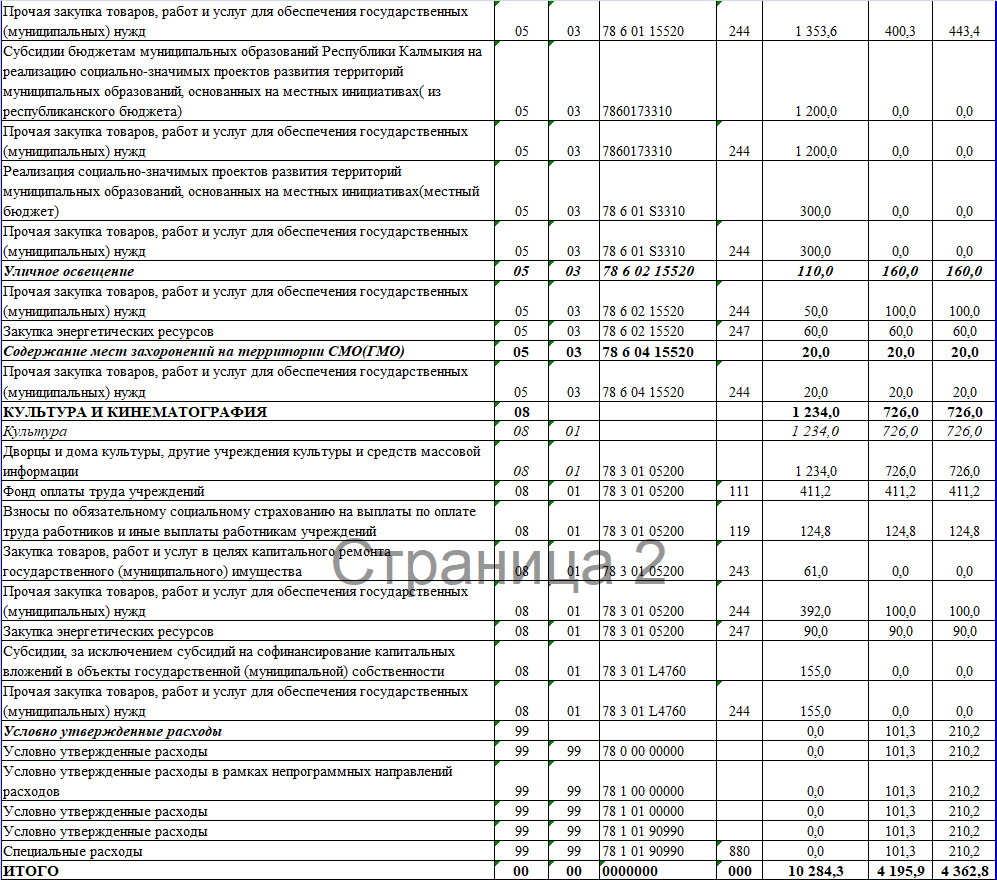 Прочая закупка товаров, работ и услуг для обеспечения государственных
(муниципальных) нужд 05 03 78 6 01 15520 244 1 353,6 400,3 443,4
Субсидии бюджетам муниципальных образований Республики Калмыкия на
реализацию социально-значимых проектов развития территорий
муниципальных образований, основанных на местных инициативах( из
республиканского бюджета) 05 03 7860173310 1 200,0 0,0 0,0
Прочая закупка товаров, работ и услуг для обеспечения государственных
(муниципальных) нужд 05 03 7860173310 244 1 200,0 0,0 0,0
Реализация социально-значимых проектов развития территорий
муниципальных образований, основанных на местных инициативах(местный
бюджет) 05 03 78 6 01 S3310 300,0 0,0 0,0
Прочая закупка товаров, работ и услуг для обеспечения государственных
(муниципальных) нужд 05 03 78 6 01 S3310 244 300,0 0,0 0,0
Уличное освещение 05 03 78 6 02 15520 110,0 160,0 160,0
Прочая закупка товаров, работ и услуг для обеспечения государственных
(муниципальных) нужд 05 03 78 6 02 15520 244 50,0 100,0 100,0
Закупка энергетических ресурсов 05 03 78 6 02 15520 247 60,0 60,0 60,0
Содержание мест захоронений на территории СМО(ГМО) 05 03 78 6 04 15520 20,0 20,0 20,0
Прочая закупка товаров, работ и услуг для обеспечения государственных
(муниципальных) нужд 05 03 78 6 04 15520 244 20,0 20,0 20,0
КУЛЬТУРА И КИНЕМАТОГРАФИЯ 08 1 234,0 726,0 726,0
Культура 08 01 1 234,0 726,0 726,0
Дворцы и дома культуры, другие учреждения культуры и средств массовой
информации 08 01 78 3 01 05200 1 234,0 726,0 726,0
Фонд оплаты труда учреждений 08 01 78 3 01 05200 111 411,2 411,2 411,2
Взносы по обязательному социальному страхованию на выплаты по оплате
труда работников и иные выплаты работникам учреждений 08 01 78 3 01 05200 119 124,8 124,8 124,8
Закупка товаров, работ и услуг в целях капитального ремонта
государственного (муниципального) имущества 08 01 78 3 01 05200 243 61,0 0,0 0,0
Страница 2
Прочая закупка товаров, работ и услуг для обеспечения государственных
(муниципальных) нужд 08 01 78 3 01 05200 244 392,0 100,0 100,0
Закупка энергетических ресурсов 08 01 78 3 01 05200 247 90,0 90,0 90,0
Субсидии, за исключением субсидий на софинансирование капитальных
вложений в объекты государственной (муниципальной) собственности 08 01 78 3 01 L4760 155,0 0,0 0,0
Прочая закупка товаров, работ и услуг для обеспечения государственных
(муниципальных) нужд 08 01 78 3 01 L4760 244 155,0 0,0 0,0
Условно утвержденные расходы 99 0,0 101,3 210,2
Условно утвержденные расходы 99 99 78 0 00 00000 0,0 101,3 210,2
Условно утвержденные расходы в рамках непрограммных направлений
расходов 99 99 78 1 00 00000 0,0 101,3 210,2
Условно утвержденные расходы 99 99 78 1 01 00000 0,0 101,3 210,2
Условно утвержденные расходы 99 99 78 1 01 90990 0,0 101,3 210,2
Специальные расходы 99 99 78 1 01 90990 880 0,0 101,3 210,2
ИТОГО 00 00 0000000 000 10 284,3 4 195,9 4 362,8